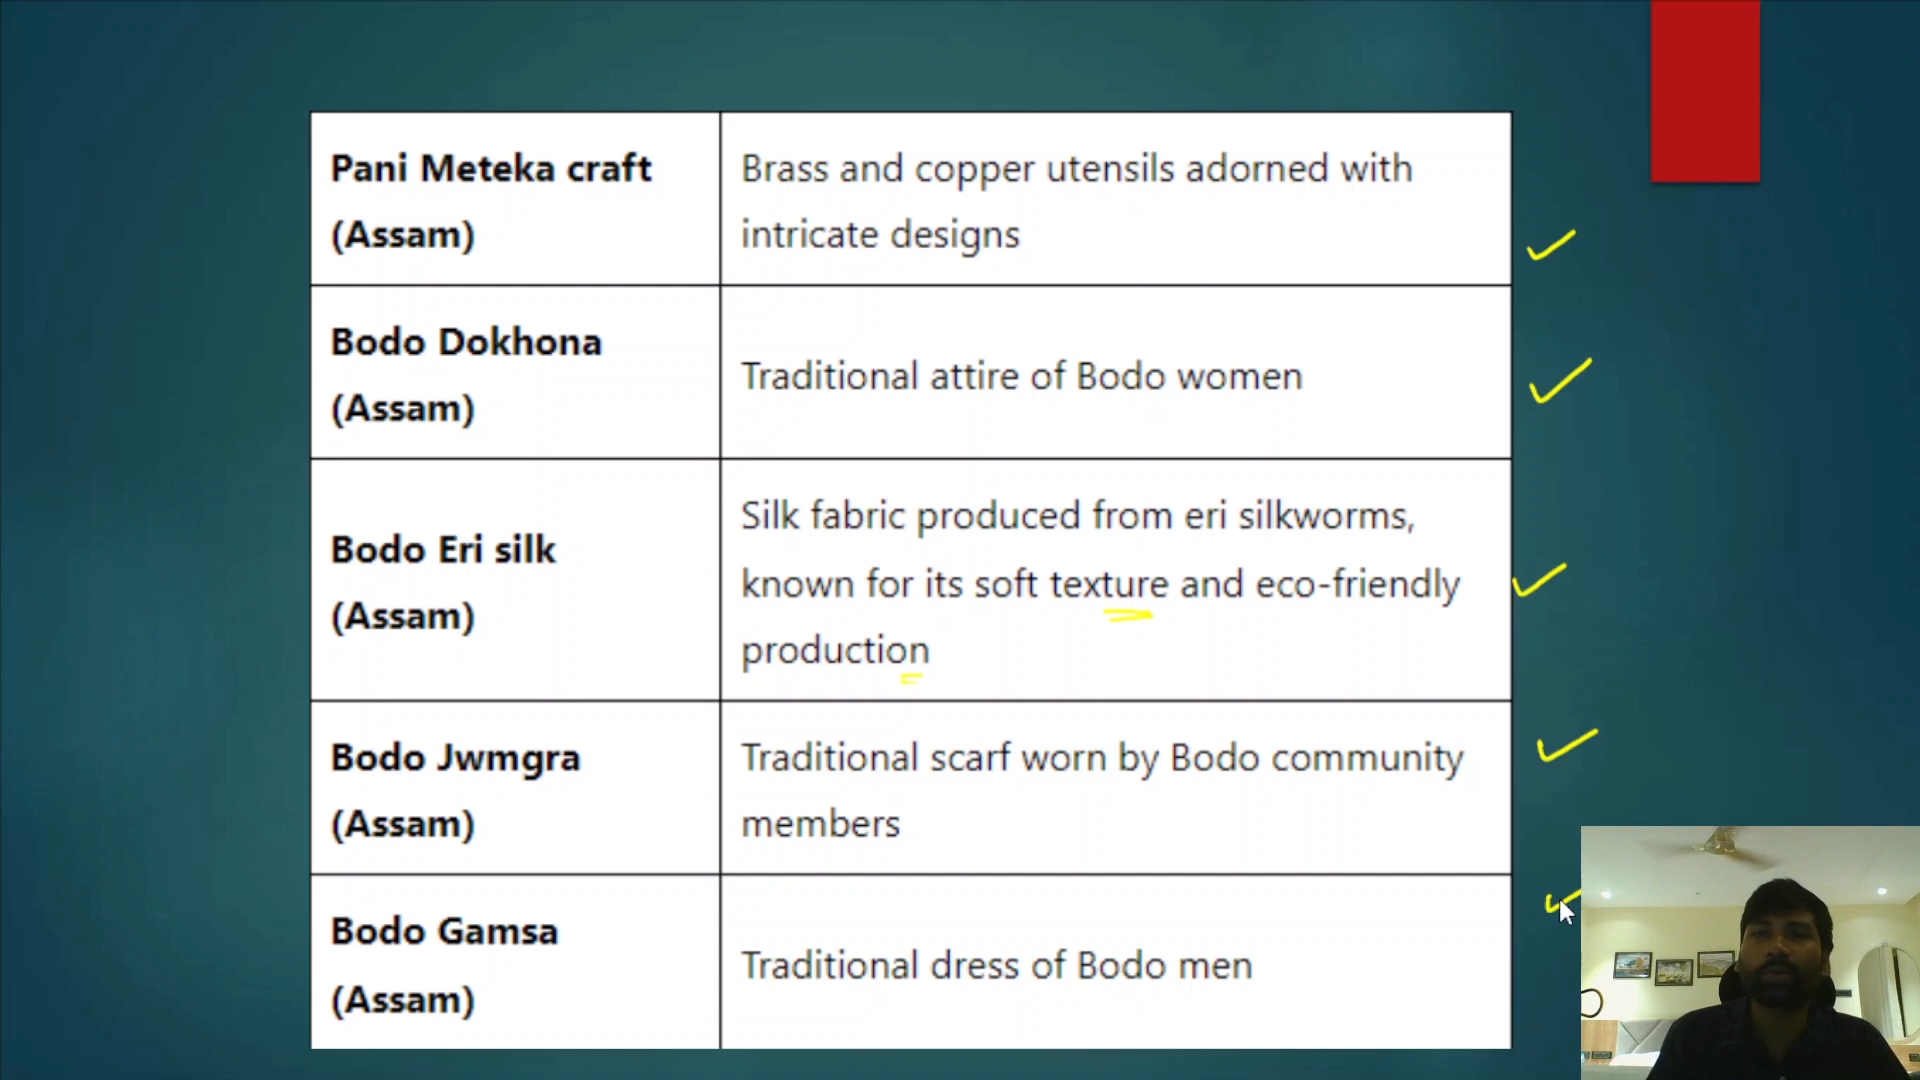 Pani Meteka craft
(Assam)
Brass and copper utensils adorned with
intricate designs
Bodo Dokhona
(Assam)
Traditional attire of Bodo women
Bodo Eri silk
(Assam)
Silk fabric produced from eri silkworms,
known for its soft texture and eco-friendly
production
Bodo Jwmgra
(Assam)
Traditional scarf worn by Bodo community
members
Bodo Gamsa
(Assam)
Traditional dress of Bodo men